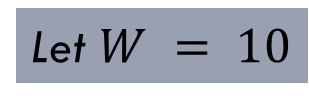 Let W = 10